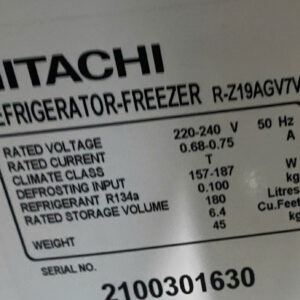 HITACHI
REFRIGERATOR-FREEZER R-Z19AGV7V
RATED VOLTAGE 220-240 V 50 Hz
RATED CURRENT 0.68-0.75 A
CLIMATE CLASS T
DEFROSTING INPUT 157-187 W
REFRIGERANT R134a 0.100 kg
RATED STORAGE VOLUME 180 Litres
6.4 Cu.Feet
WEIGHT 45 kg
SERIAL NO.
2100301630